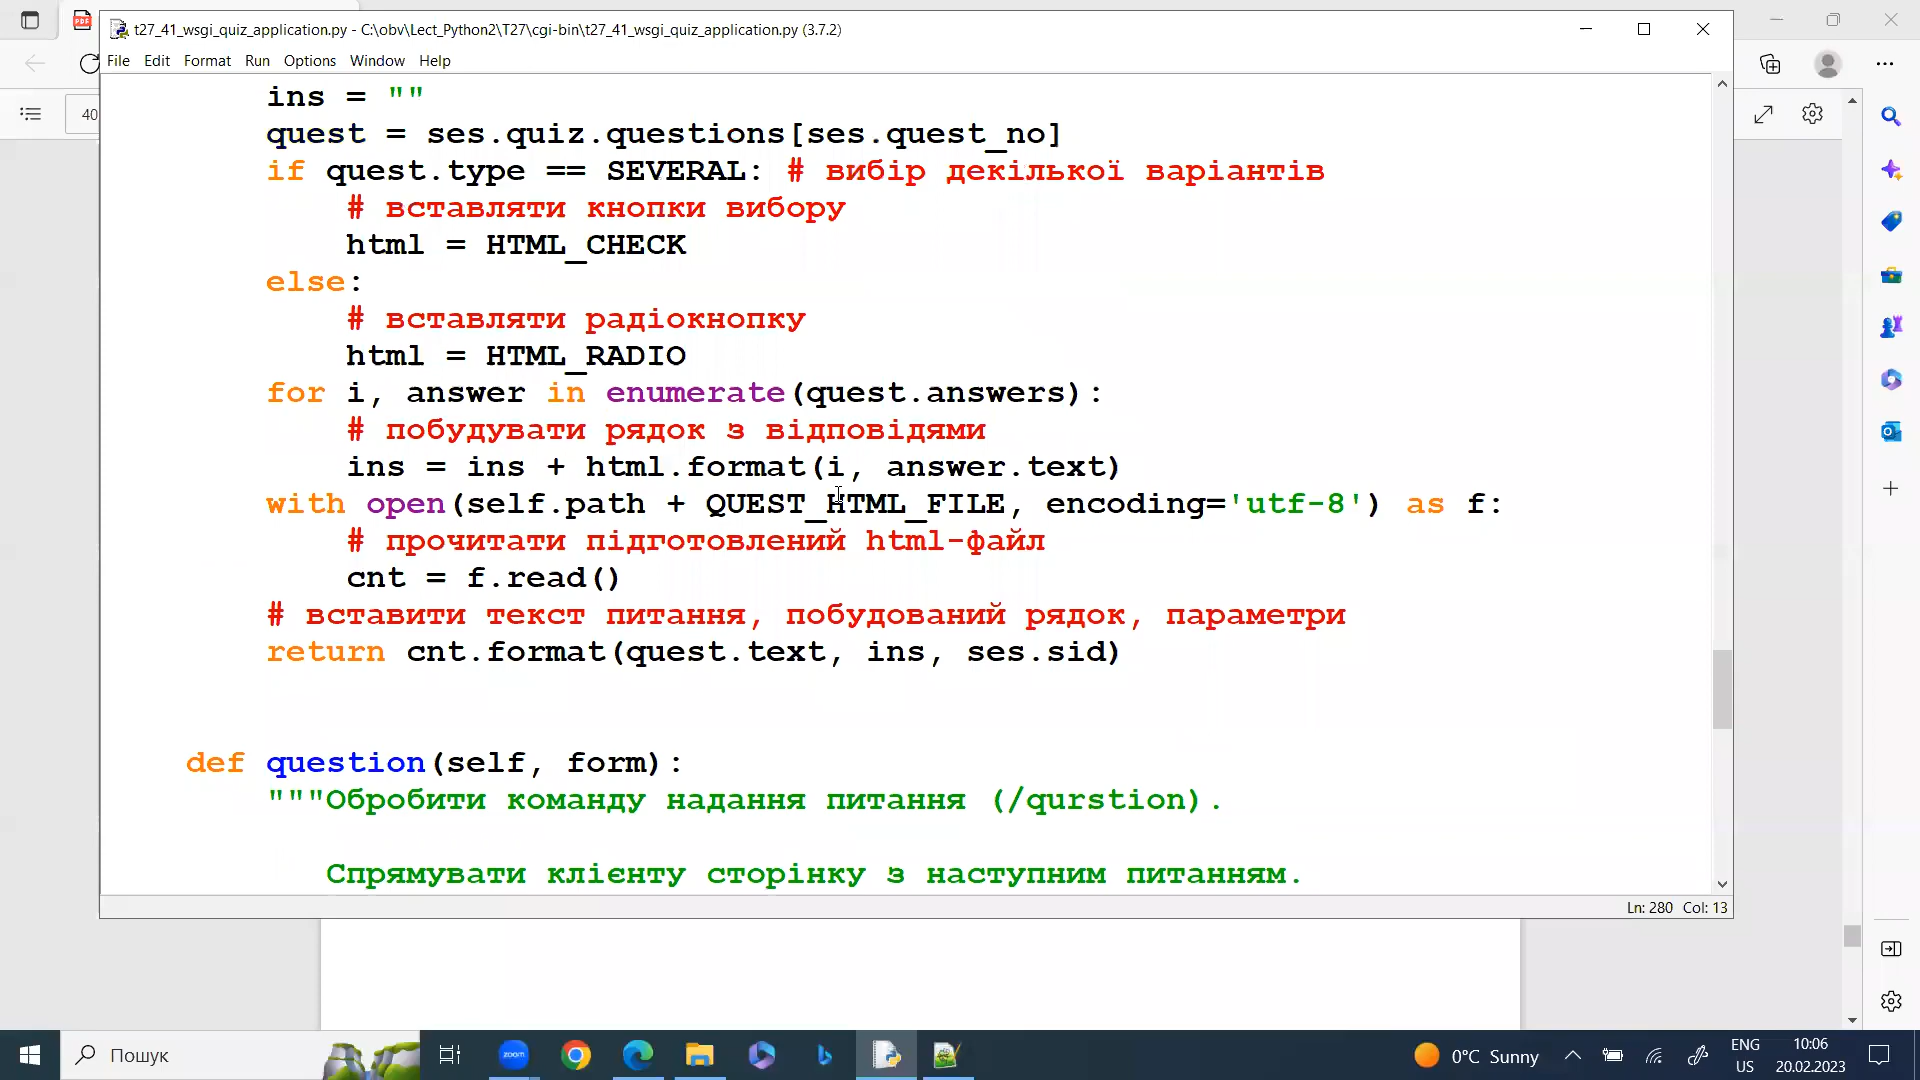 t27_41_wsgi_quiz_application.py - C:\obv\Lect_Python2\T27\cgi-bin\t27_41_wsgi_quiz_application.py (3.7.2)
File Edit Format Run Options Window Help
40
ins = ""
quest = ses.quiz.questions[ses.quest_no]
if quest.type == SEVERAL: # вибір декілької варіантів
# вставляти кнопки вибору
html = HTML_CHECK
else:
# вставляти радіокнопку
html = HTML_RADIO
for i, answer in enumerate(quest.answers):
# побудувати рядок з відповідями
ins = ins + html.format(i, answer.text)
with open(self.path + QUEST_HTML_FILE, encoding='utf-8') as f:
# прочитати підготовлений html-файл
cnt = f.read()
# вставити текст питання, побудований рядок, параметри
return cnt.format(quest.text, ins, ses.sid)
def question(self, form):
"""Обробити команду надання питання (/qurstion).
Спрямувати клієнту сторінку з наступним питанням.
Ln: 280 Col: 13
Пошук
zoom
0°C Sunny
ENG
US
10:06
20.02.2023